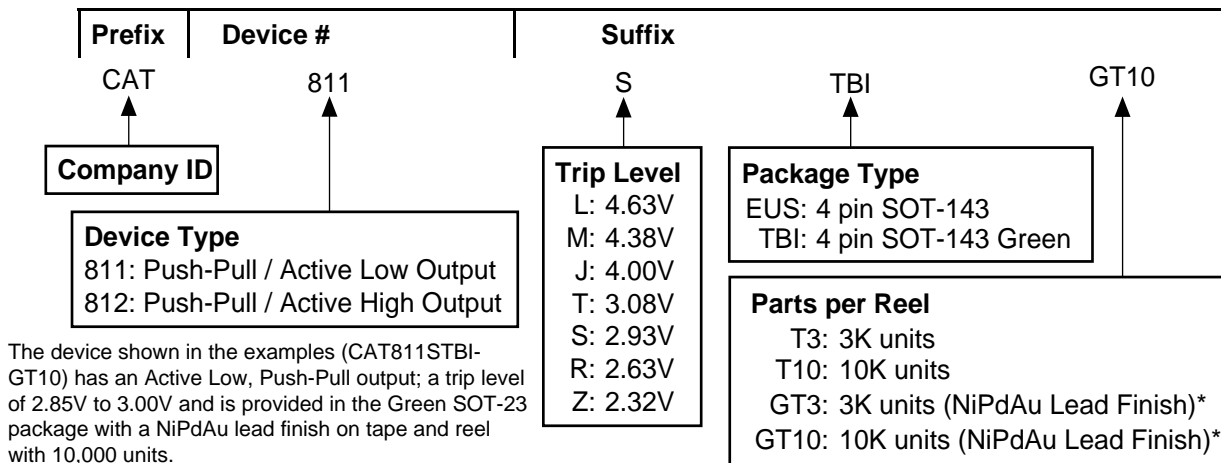 Prefix Device # Suffix
CAT 811 S TBI GT10
Company ID
Device Type
811: Push-Pull / Active Low Output
812: Push-Pull / Active High Output
The device shown in the examples (CAT811STBI-
GT10) has an Active Low, Push-Pull output; a trip level
of 2.85V to 3.00V and is provided in the Green SOT-23
package with a NiPdAu lead finish on tape and reel
with 10,000 units.
Trip Level
L: 4.63V
M: 4.38V
J: 4.00V
T: 3.08V
S: 2.93V
R: 2.63V
Z: 2.32V
Package Type
EUS: 4 pin SOT-143
TBI: 4 pin SOT-143 Green
Parts per Reel
T3: 3K units
T10: 10K units
GT3: 3K units (NiPdAu Lead Finish)*
GT10: 10K units (NiPdAu Lead Finish)*